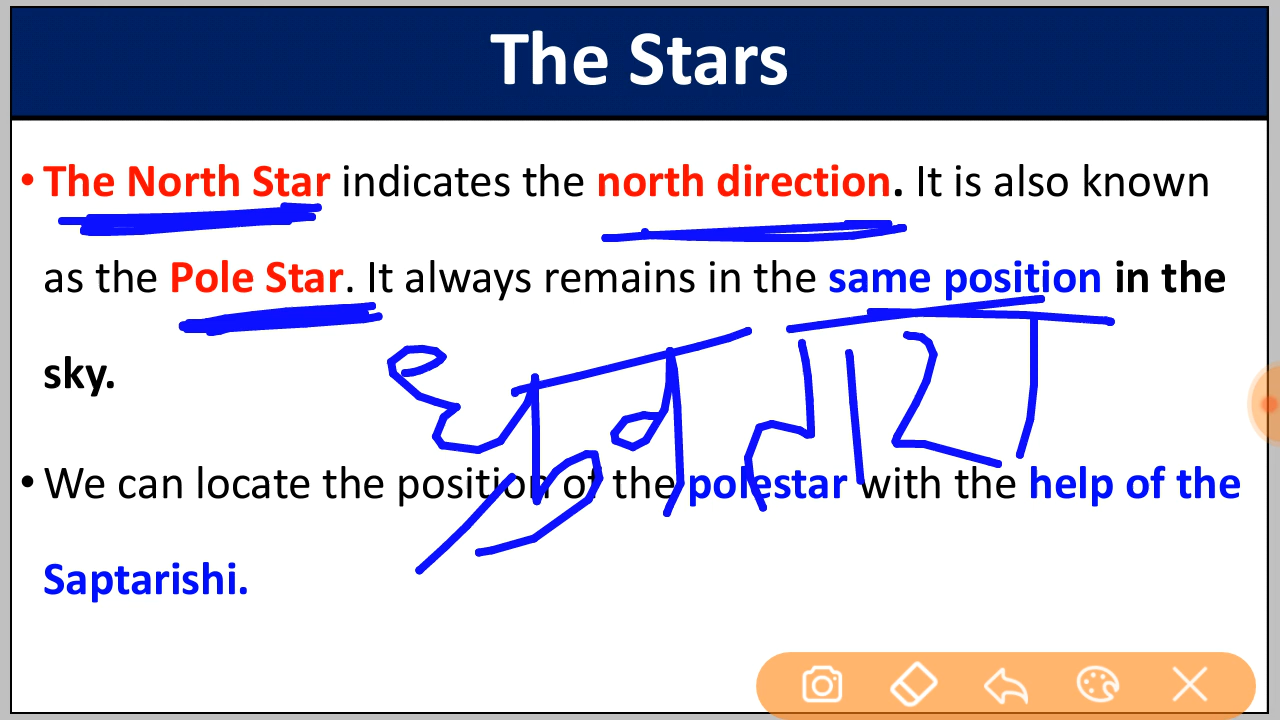 The Stars
• The North Star indicates the north direction. It is also known
as the Pole Star. It always remains in the same position in the
sky.
ध्रुव तारा
• We can locate the position of the polestar with the help of the
Saptarishi.